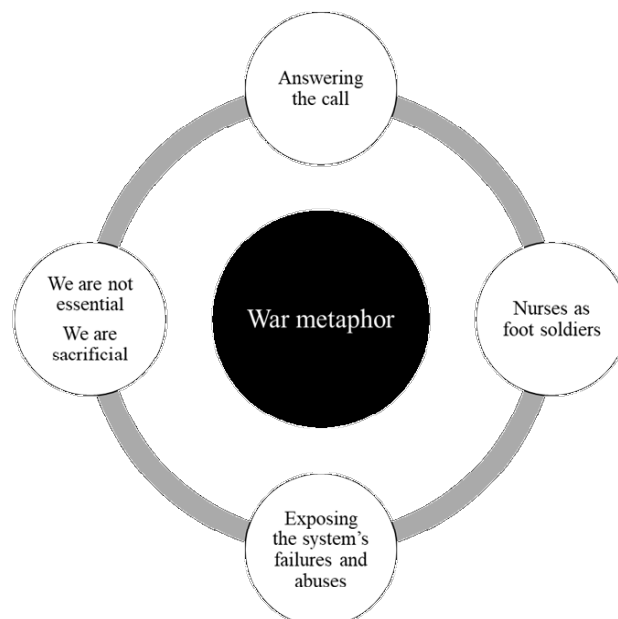 Answering
the call
We are not
essential
We are
sacrificial
War metaphor
Nurses as
foot soldiers
Exposing
the system’s
failures and
abuses